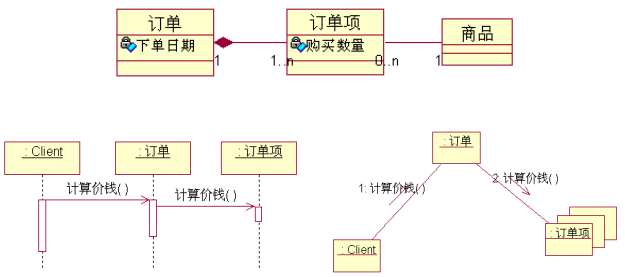 订单
订单项
商品
下单日期
购买数量
1
1..n
0..n
1
: Client
: 订单
: 订单项
计算价钱( )
计算价钱( )
: 订单
1: 计算价钱( )
2: 计算价钱( )
: 订单项
: Client